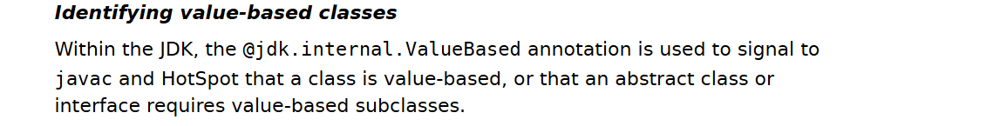 Identifying value-based classes
Within the JDK, the @jdk.internal.ValueBased annotation is used to signal to
javac and HotSpot that a class is value-based, or that an abstract class or
interface requires value-based subclasses.